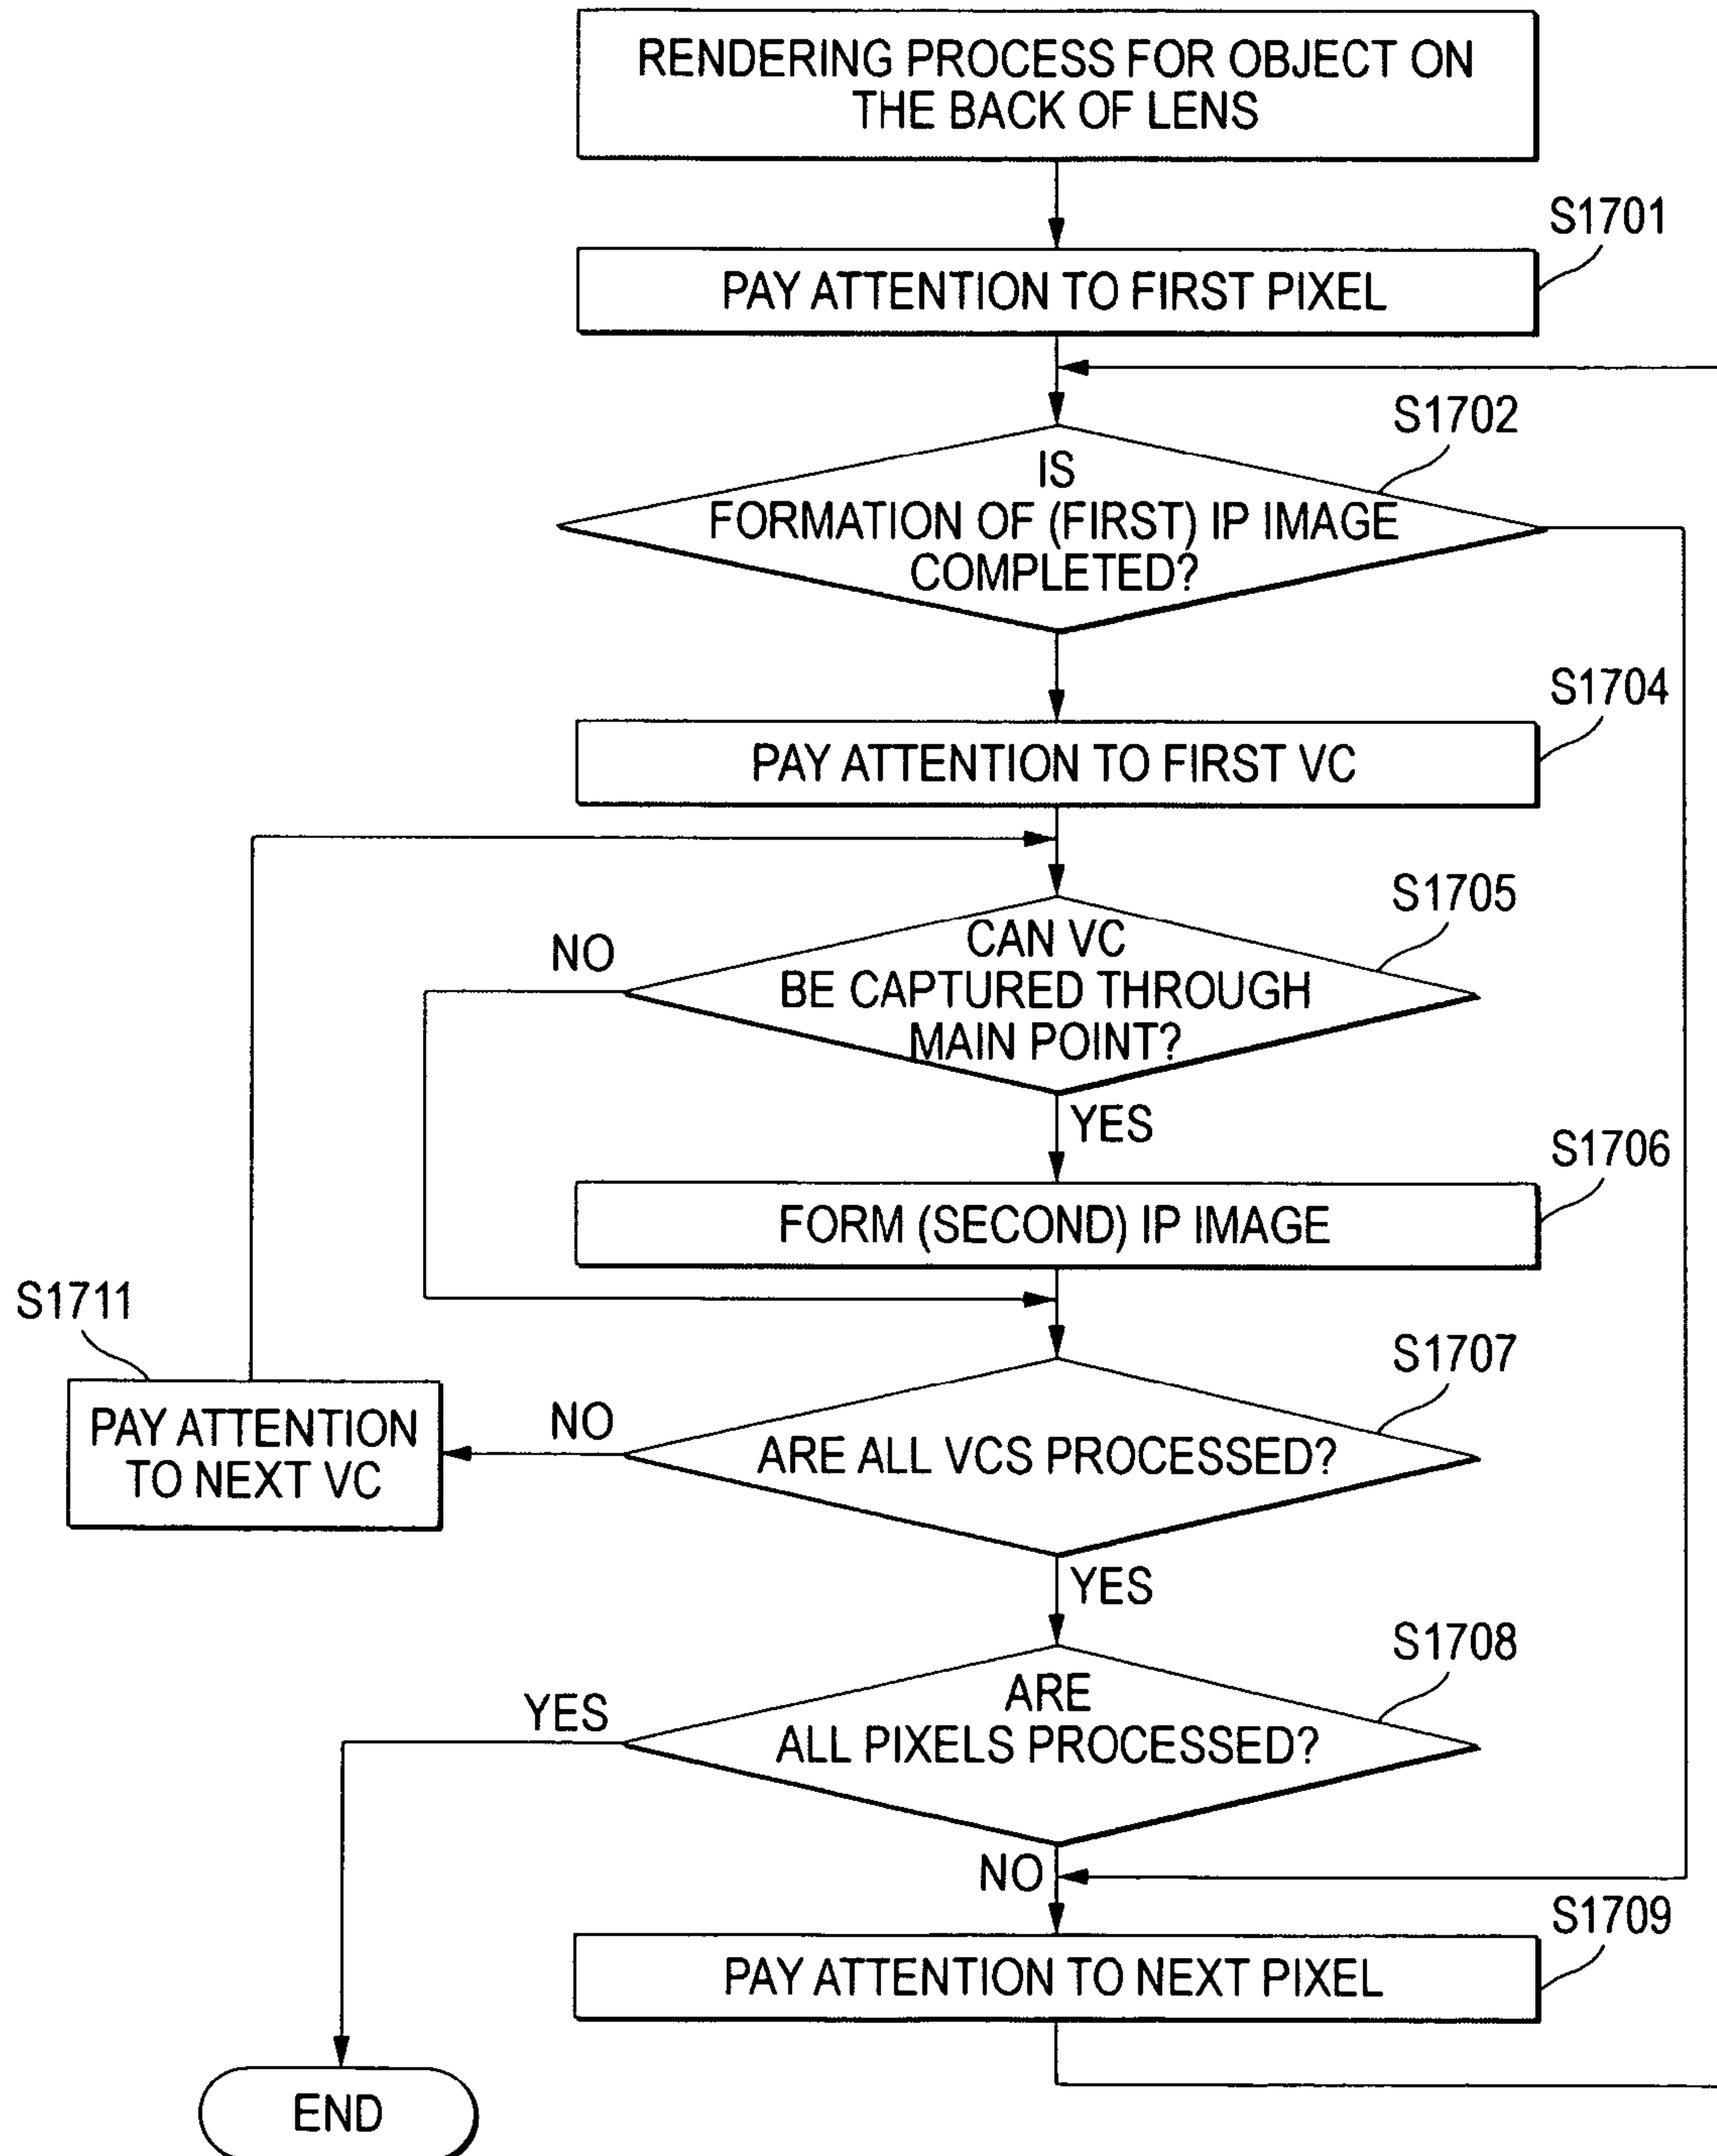 RENDERING PROCESS FOR OBJECT ON
THE BACK OF LENS
S1701
PAY ATTENTION TO FIRST PIXEL
S1702
IS
FORMATION OF (FIRST) IP IMAGE
COMPLETED?
S1704
PAY ATTENTION TO FIRST VC
S1705
NO
CAN VC
BE CAPTURED THROUGH
MAIN POINT?
YES
S1706
FORM (SECOND) IP IMAGE
S1711
PAY ATTENTION
TO NEXT VC
S1707
NO
ARE ALL VCS PROCESSED?
YES
S1708
YES
ARE
ALL PIXELS PROCESSED?
NO
S1709
PAY ATTENTION TO NEXT PIXEL
END